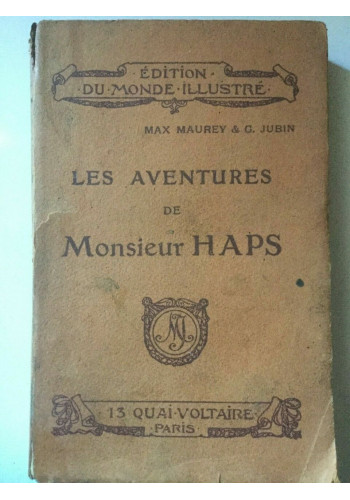 · ÉDITION ·
DU · MONDE · ILLUSTRÉ ·
MAX MAUREY & G. JUBIN
LES AVENTURES
DE
Monsieur HAPS
13 QUAI · VOLTAIRE
· PARIS ·